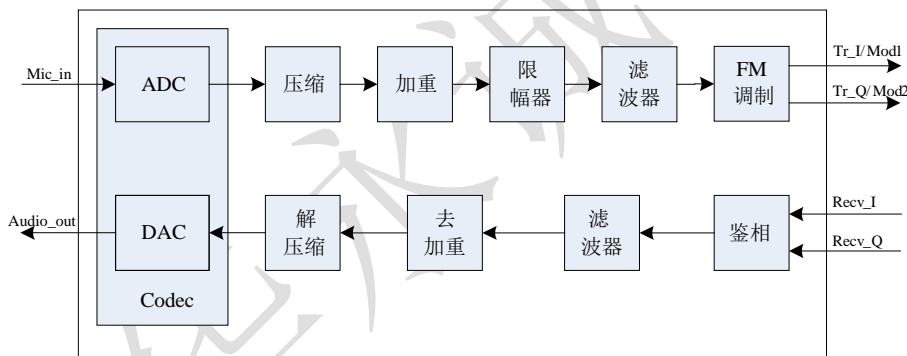 Mic_in
ADC
压缩
加重
限
幅器
滤
波器
FM
调制
Tr_I/Mod1
Tr_Q/Mod2
Audio_out
DAC
解
压缩
去
加重
滤
波器
鉴相
Recv_I
Recv_Q
Codec